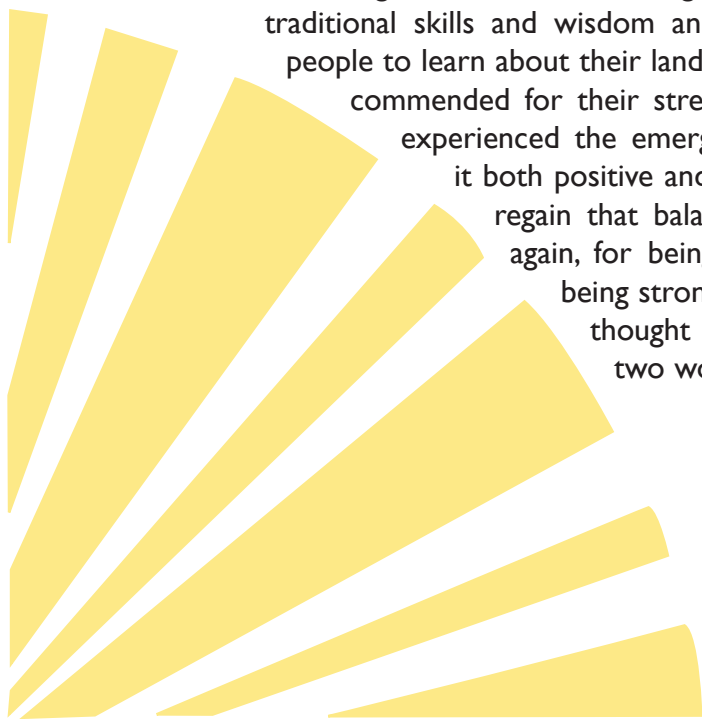 traditional skills and wisdom an
people to learn about their land
commended for their stre
experienced the emerg
it both positive and
regain that bala
again, for being
being stron
thought
two wo